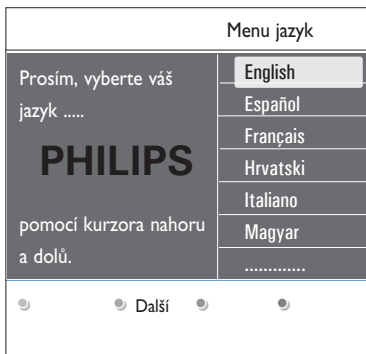 Menu jazyk
Prosím, vyberte váš
jazyk .....
PHILIPS
pomocí kurzora nahoru
a dolů.
English
Español
Français
Hrvatski
Italiano
Magyar
.............
Další